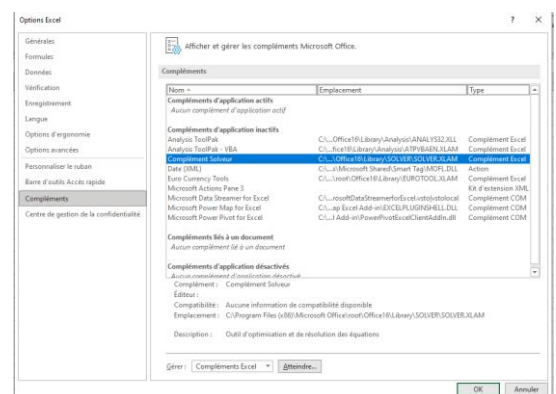 Options Excel ? ×
Générales
Formules
Données
Vérification
Enregistrement
Langue
Options d'ergonomie
Options avancées
Personnaliser le ruban
Barre d'outils Accès rapide
Compléments
Centre de gestion de la confidentialité
Afficher et gérer les compléments Microsoft Office.
Compléments
Nom Emplacement Type
Compléments d'application actifs
Aucun complément d'application actif
Compléments d'application inactifs
Analysis ToolPak C:\...Office16\Library\Analysis\ANALYS32.XLL Complément Excel
Analysis ToolPak - VBA C:\...fice16\Library\Analysis\ATPVBAEN.XLAM Complément Excel
Complément Solveur C:\...\Office16\Library\SOLVER\SOLVER.XLAM Complément Excel
Date (XML) C:\...s\Microsoft Shared\Smart Tag\MOFL.DLL Action
Euro Currency Tools C:\...\root\Office16\Library\EUROTOOL.XLAM Complément Excel
Microsoft Actions Pane 3 Kit d'extension XML
Microsoft Data Streamer for Excel C:\...rosoftDataStreamerforExcel.vsto|vstolocal Complément COM
Microsoft Power Map for Excel C:\...ap Excel Add-in\EXCELPLUGINSHELL.DLL Complément COM
Microsoft Power Pivot for Excel C:\...l Add-in\PowerPivotExcelClientAddIn.dll Complément COM
Compléments liés à un document
Aucun complément lié à un document
Compléments d'application désactivés
Aucun complément d'application désactivé
Complément : Complément Solveur
Éditeur :
Compatibilité : Aucune information de compatibilité disponible
Emplacement : C:\Program Files (x86)\Microsoft Office\root\Office16\Library\SOLVER\SOLVER.XLAM
Description : Outil d'optimisation et de résolution des équations
Gérer : Compléments Excel Atteindre...
OK Annuler